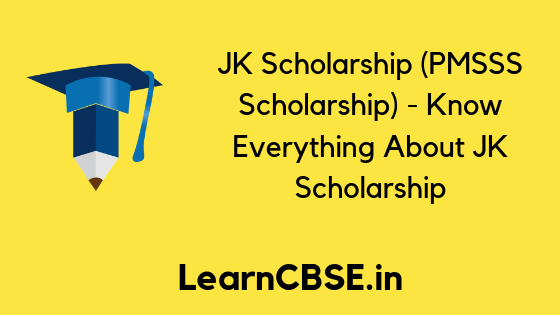 JK Scholarship (PMSSS
Scholarship) - Know
Everything About JK
Scholarship
LearnCBSE.in